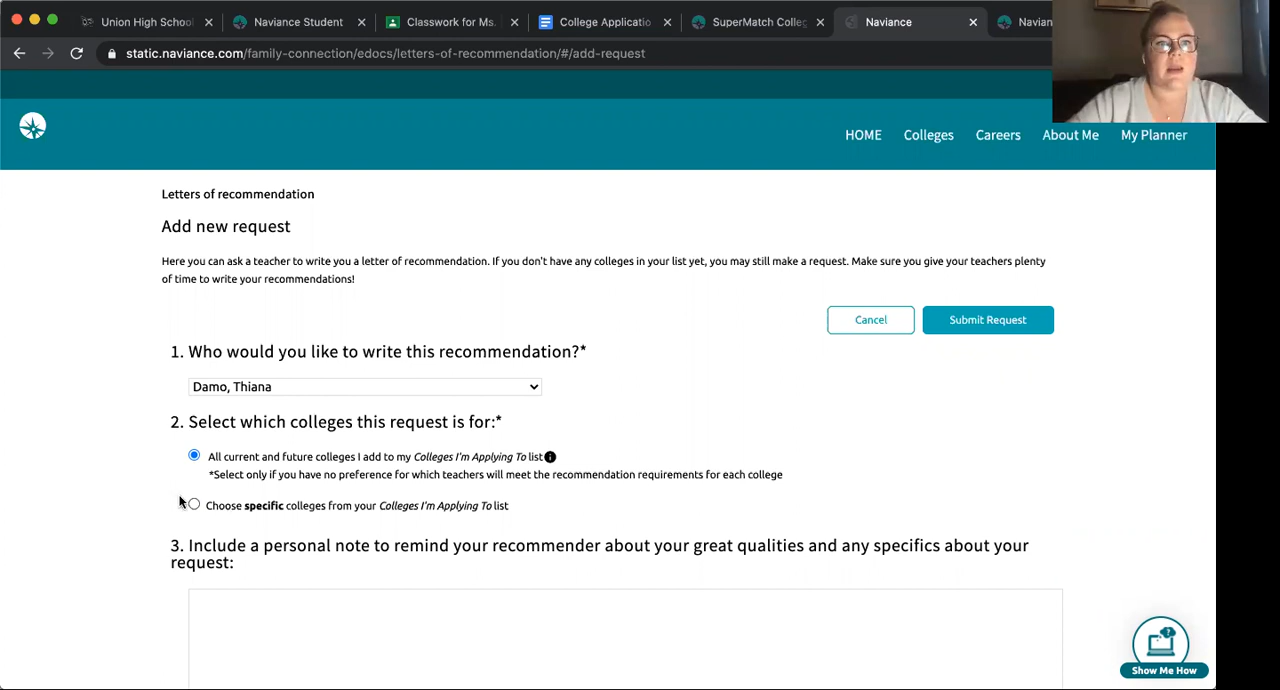 Union High School
Naviance Student
Classwork for Ms.
College Applicatio
SuperMatch Colleg
Naviance
Navian
static.naviance.com/family-connection/edocs/letters-of-recommendation/#/add-request
HOME Colleges Careers About Me My Planner
Letters of recommendation
Add new request
Here you can ask a teacher to write you a letter of recommendation. If you don't have any colleges in your list yet, you may still make a request. Make sure you give your teachers plenty
of time to write your recommendations!
Cancel Submit Request
1. Who would you like to write this recommendation?*
Damo, Thiana
2. Select which colleges this request is for:*
All current and future colleges I add to my Colleges I'm Applying To list
*Select only if you have no preference for which teachers will meet the recommendation requirements for each college
Choose specific colleges from your Colleges I'm Applying To list
3. Include a personal note to remind your recommender about your great qualities and any specifics about your
request:
Show Me How